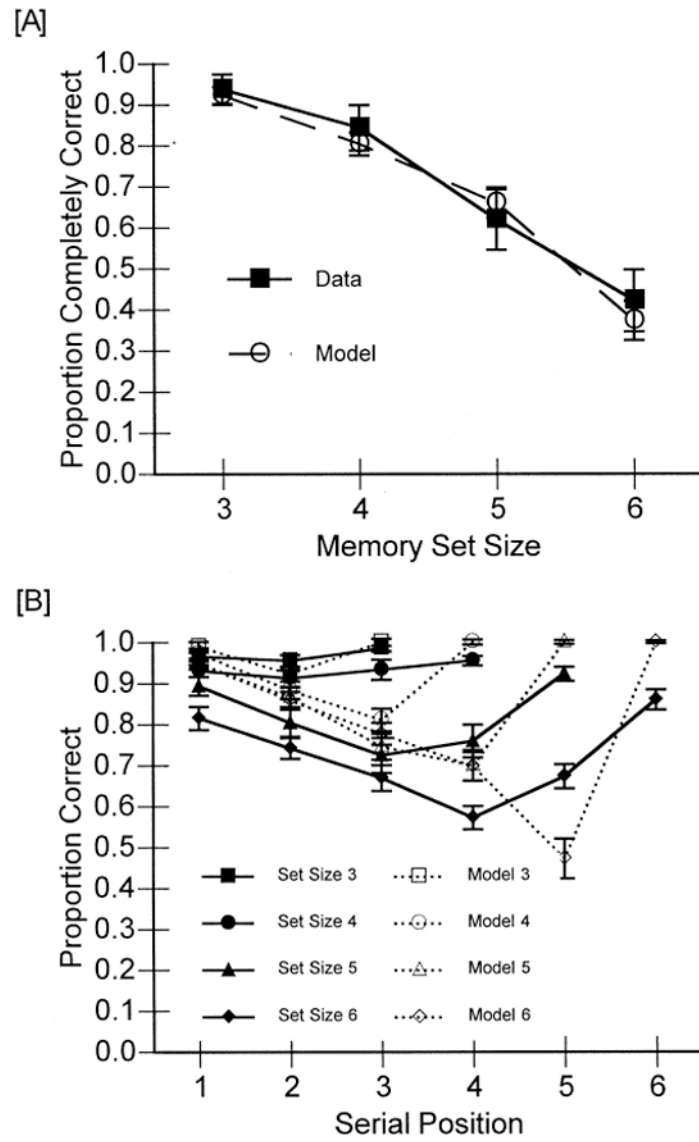 [A]
Proportion Completely Correct
1.0
0.9
0.8
0.7
0.6
0.5
0.4
0.3
0.2
0.1
0.0
Data
Model
3 4 5 6
Memory Set Size
[B]
Proportion Correct
1.0
0.9
0.8
0.7
0.6
0.5
0.4
0.3
0.2
0.1
0.0
Set Size 3 Model 3
Set Size 4 Model 4
Set Size 5 Model 5
Set Size 6 Model 6
1 2 3 4 5 6
Serial Position